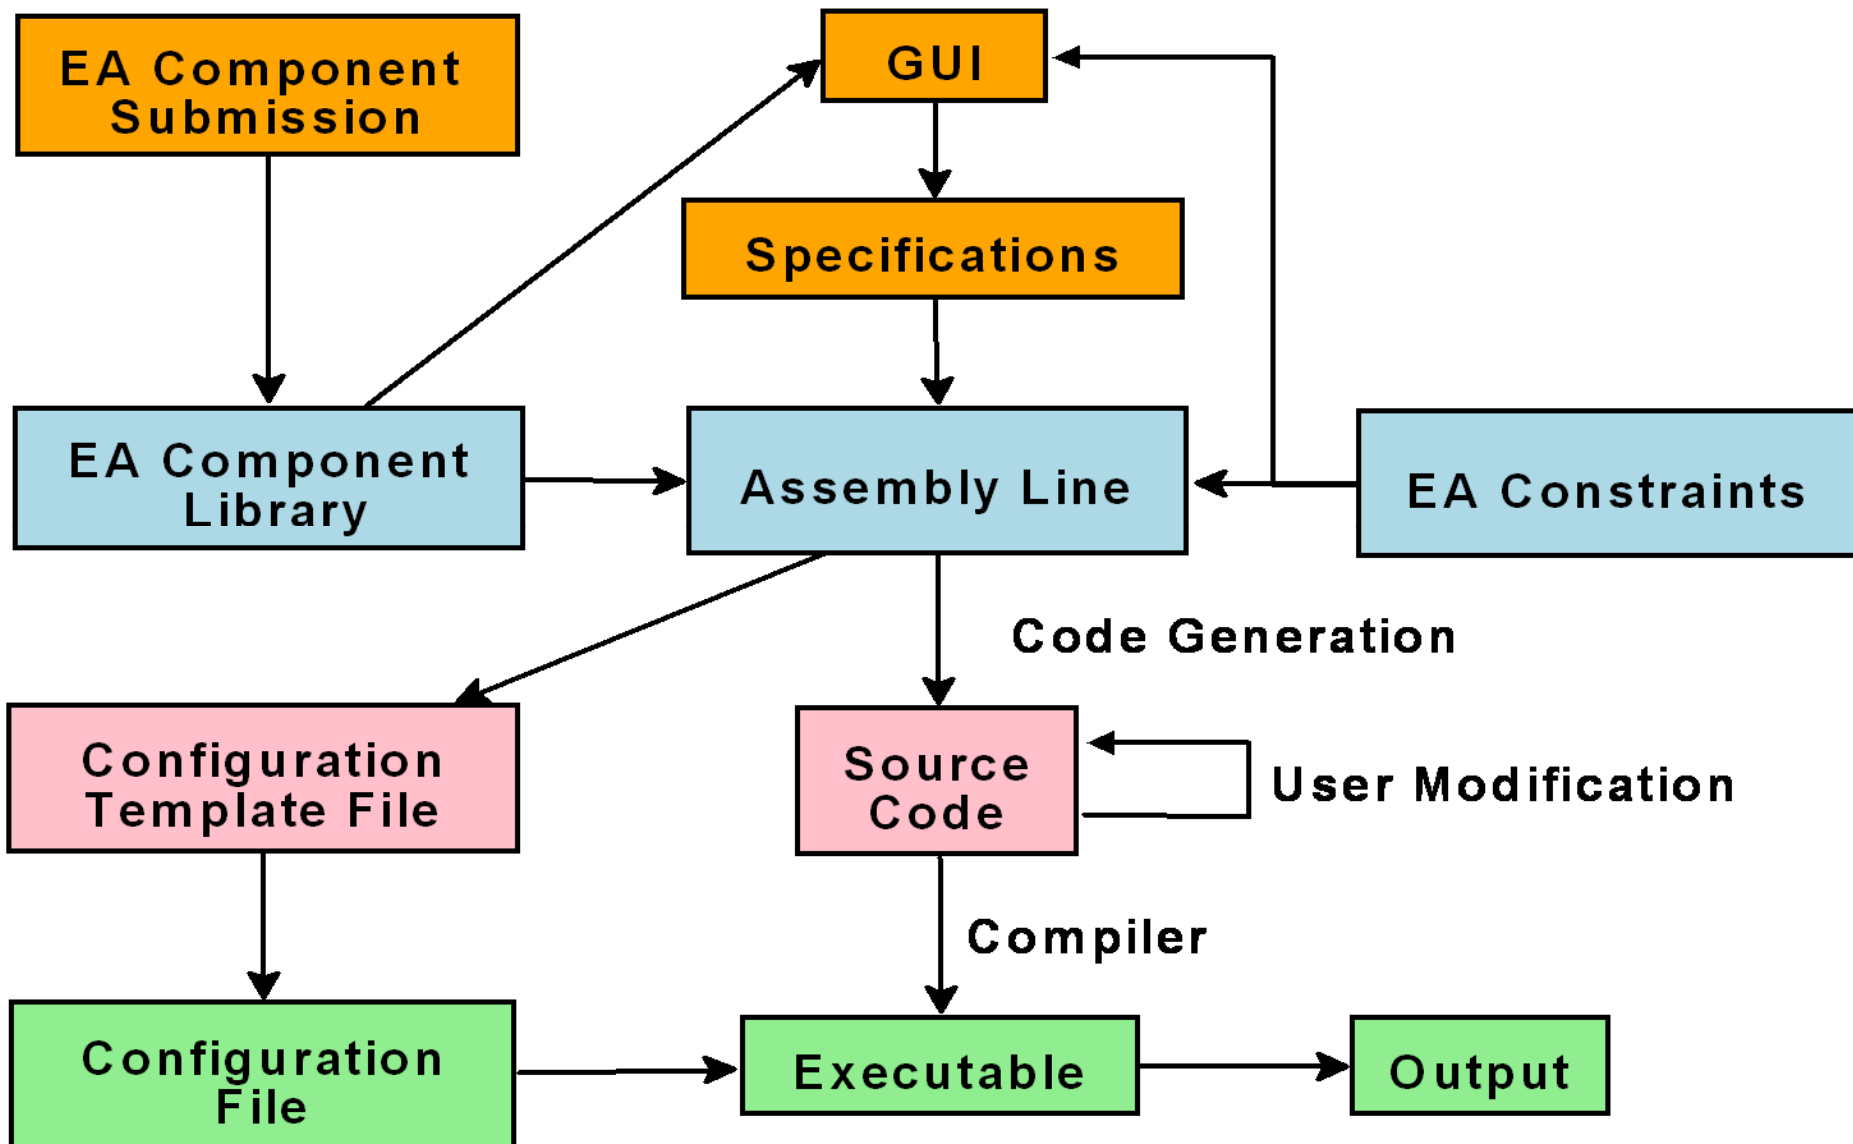 EA Component
Submission
GUI
Specifications
EA Component
Library
Assembly Line
EA Constraints
Code Generation
Configuration
Template File
Source
Code
User Modification
Compiler
Configuration
File
Executable
Output